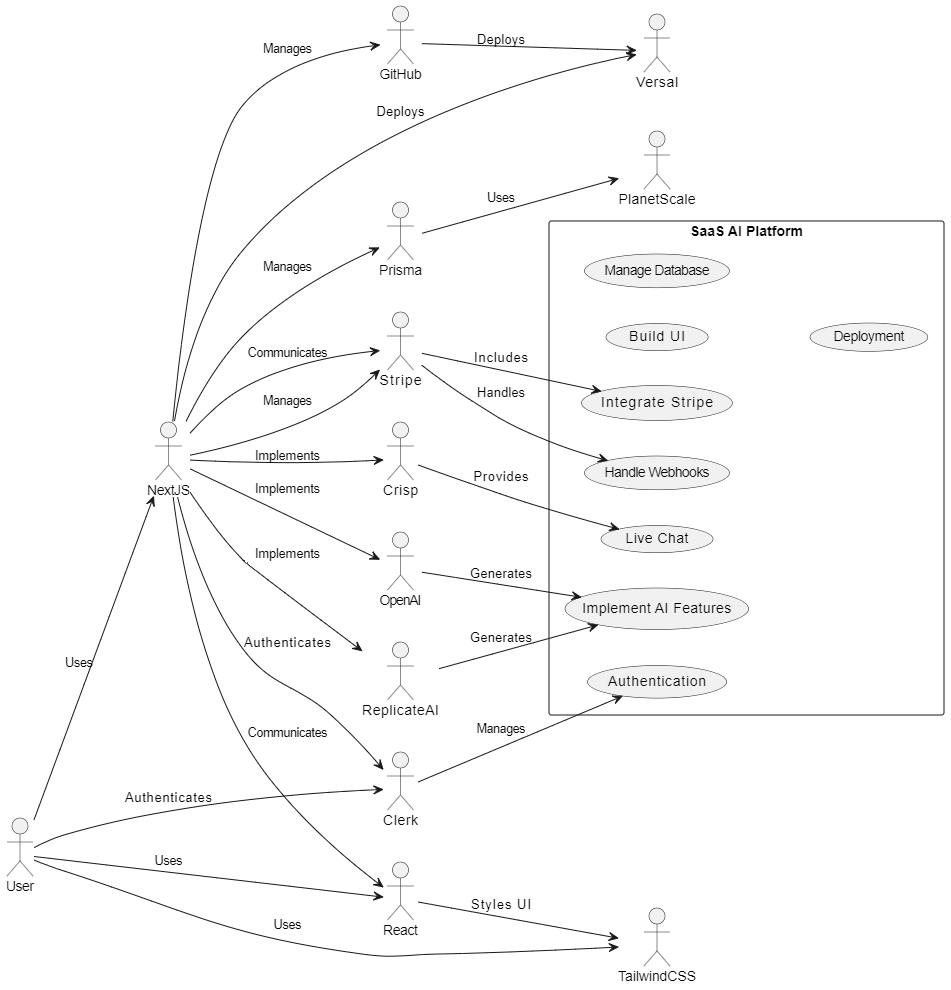 Manages
GitHub
Deploys
Versal
Deploys
PlanetScale
Uses
Prisma
Manages
SaaS AI Platform
Manage Database
Build UI
Deployment
Communicates
Stripe
Includes
Integrate Stripe
Manages
Handles
Handle Webhooks
NextJS
Implements
Crisp
Provides
Live Chat
Implements
OpenAI
Generates
Implement AI Features
Implements
ReplicateAI
Generates
Authentication
Uses
Authenticates
Communicates
Manages
Clerk
Authenticates
User
Uses
React
Styles UI
Uses
TailwindCSS